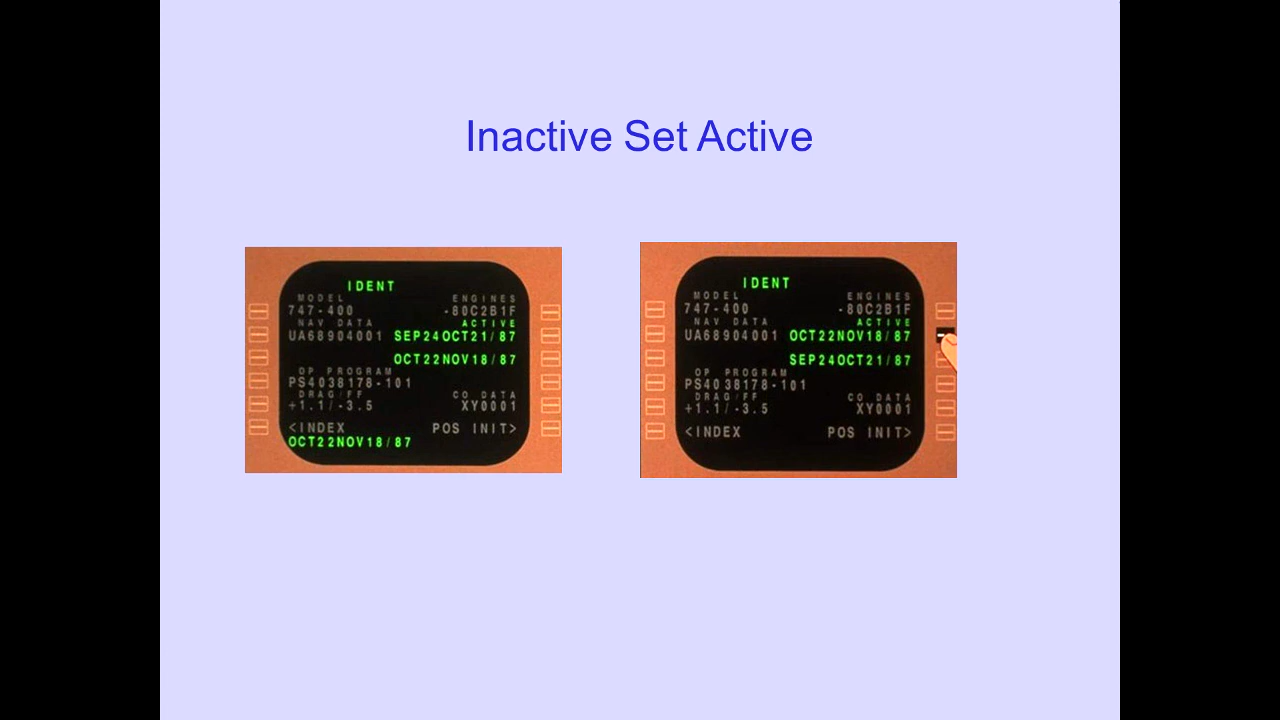 Inactive Set Active
IDENT
MODEL ENGINES
747-400 -80C2B1F
NAV DATA ACTIVE
UA68904001 SEP24OCT21/87
OCT22NOV18/87
OP PROGRAM
PS4038178-101
DRAG/FF CO DATA
+1.1/-3.5 XY0001
<INDEX POS INIT>
OCT22NOV18/87
IDENT
MODEL ENGINES
747-400 -80C2B1F
NAV DATA ACTIVE
UA68904001 OCT22NOV18/87
SEP24OCT21/87
OP PROGRAM
PS4038178-101
DRAG/FF CO DATA
+1.1/-3.5 XY0001
<INDEX POS INIT>